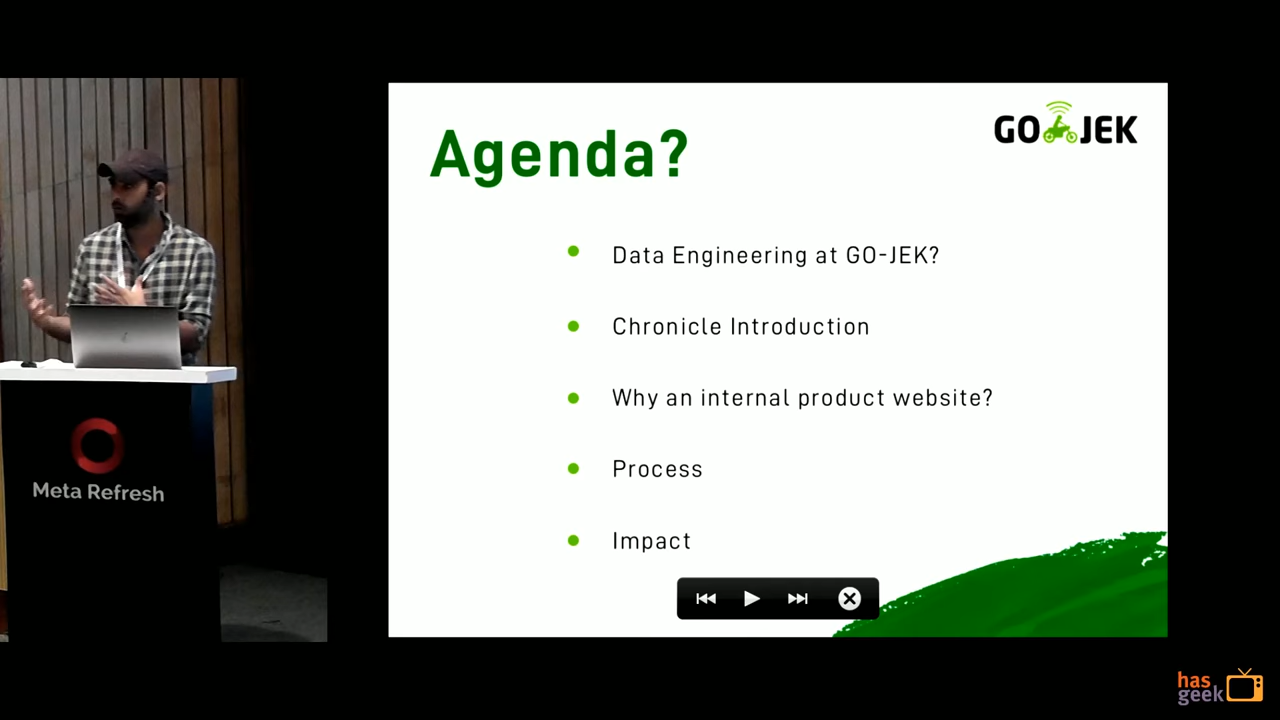 Agenda?
GO JEK
Data Engineering at GO-JEK?
Chronicle Introduction
Why an internal product website?
Process
Impact
Meta Refresh
has
geek